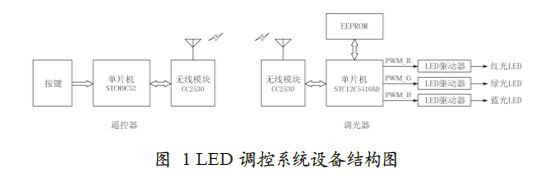 EEPROM
按键
单片机
STC89C52
无线模块
CC2530
无线模块
CC2530
单片机
STC12C5410AD
PWM_R
LED驱动器
红光LED
PWM_G
LED驱动器
绿光LED
PWM_B
LED驱动器
蓝光LED
遥控器
调光器
图 1 LED 调控系统设备结构图